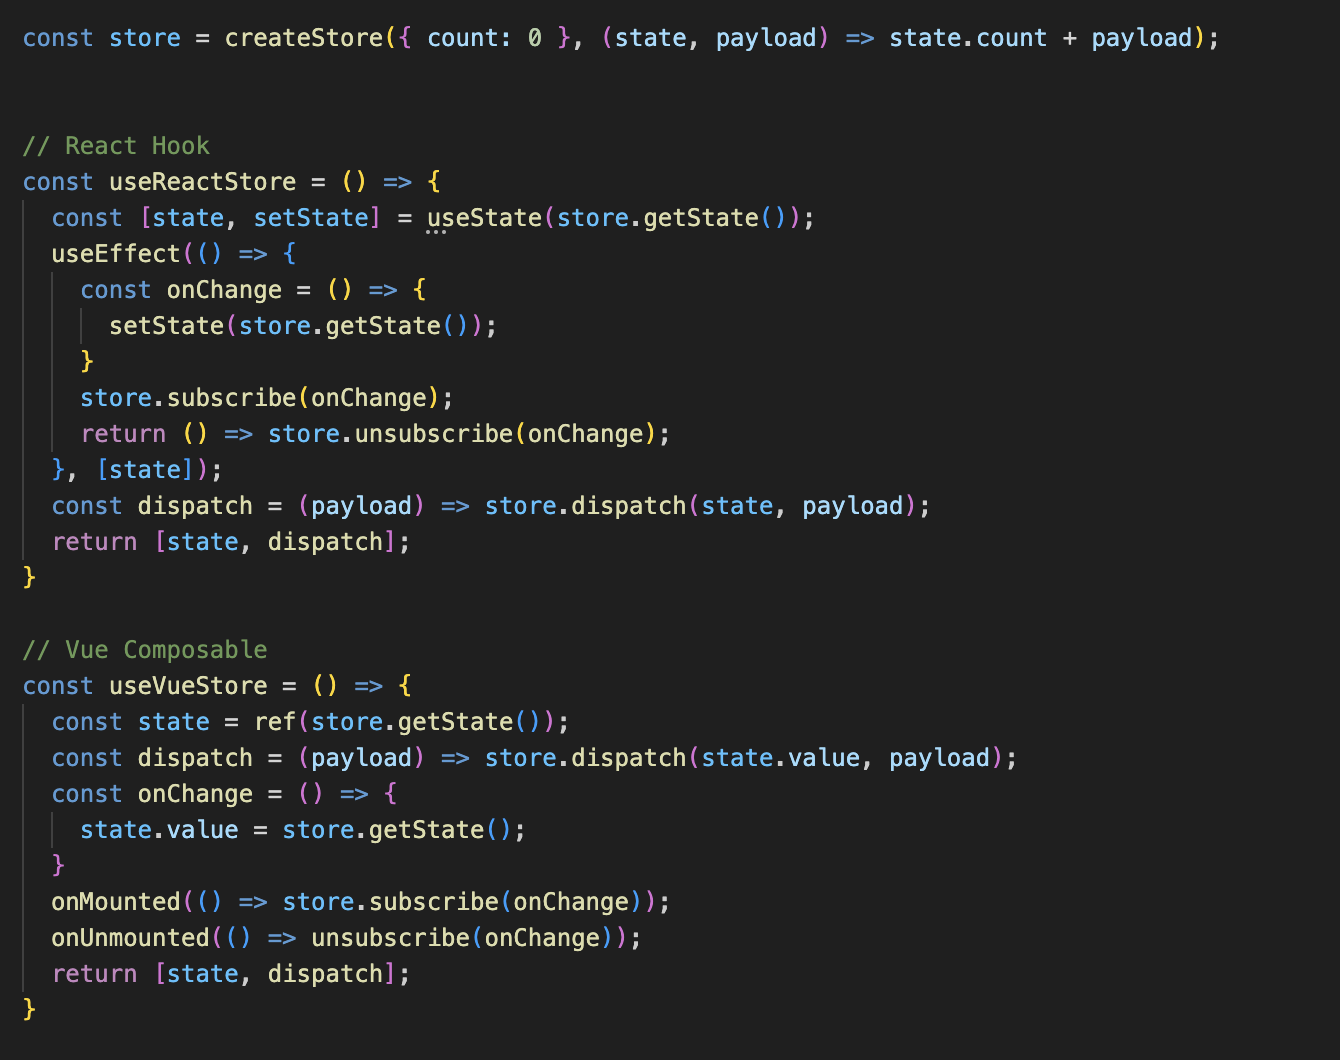 const store = createStore({ count: 0 }, (state, payload) => state.count + payload);
// React Hook
const useReactStore = () => {
  const [state, setState] = useState(store.getState());
  useEffect(() => {
    const onChange = () => {
      setState(store.getState());
    }
    store.subscribe(onChange);
    return () => store.unsubscribe(onChange);
  }, [state]);
  const dispatch = (payload) => store.dispatch(state, payload);
  return [state, dispatch];
}
// Vue Composable
const useVueStore = () => {
  const state = ref(store.getState());
  const dispatch = (payload) => store.dispatch(state.value, payload);
  const onChange = () => {
    state.value = store.getState();
  }
  onMounted(() => store.subscribe(onChange));
  onUnmounted(() => unsubscribe(onChange));
  return [state, dispatch];
}